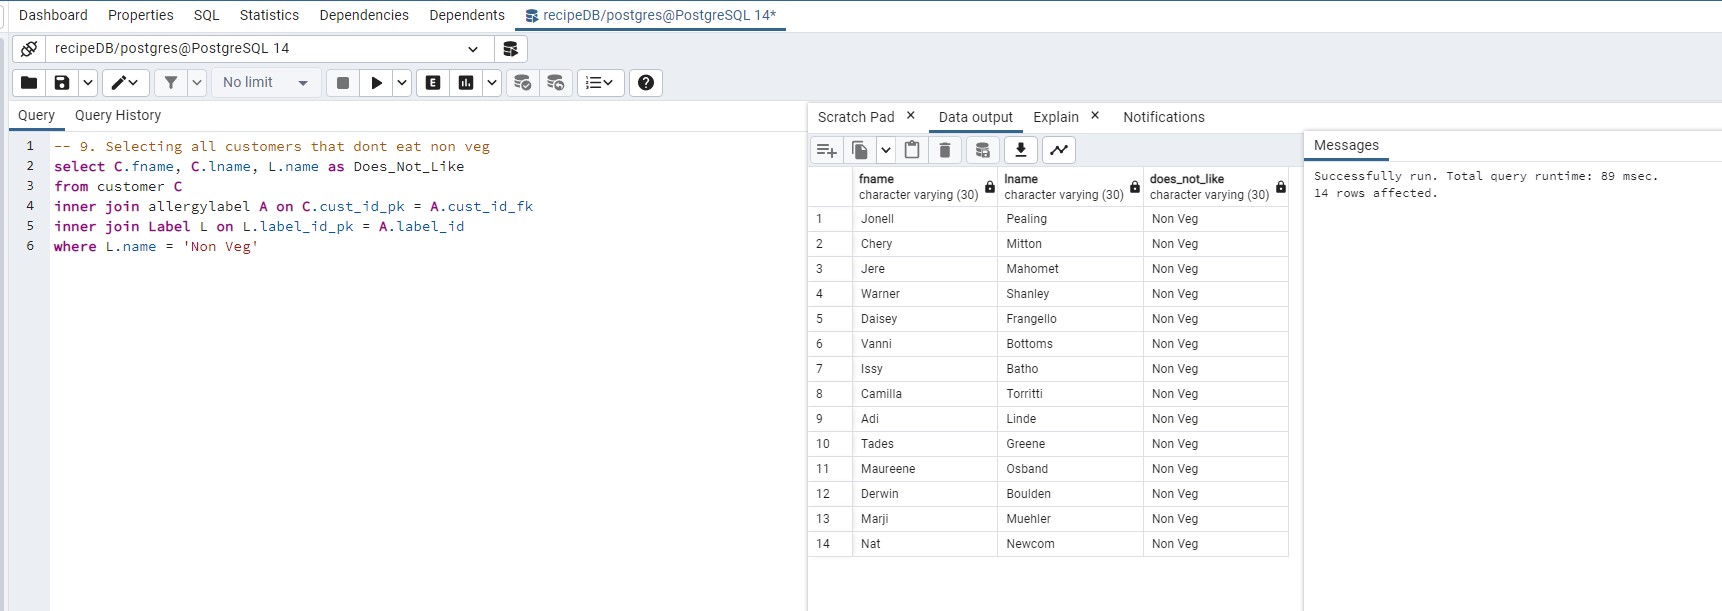 Dashboard Properties SQL Statistics Dependencies Dependents recipeDB/postgres@PostgreSQL 14*
recipeDB/postgres@PostgreSQL 14
No limit E ?
Query Query History
1 -- 9. Selecting all customers that dont eat non veg
2 select C.fname, C.lname, L.name as Does_Not_Like
3 from customer C
4 inner join allergylabel A on C.cust_id_pk = A.cust_id_fk
5 inner join Label L on L.label_id_pk = A.label_id
6 where L.name = 'Non Veg'
Scratch Pad × Data output Explain × Notifications
fname lname does_not_like
character varying (30) character varying (30) character varying (30)
1 Jonell Pealing Non Veg
2 Chery Mitton Non Veg
3 Jere Mahomet Non Veg
4 Warner Shanley Non Veg
5 Daisey Frangello Non Veg
6 Vanni Bottoms Non Veg
7 Issy Batho Non Veg
8 Camilla Torritti Non Veg
9 Adi Linde Non Veg
10 Tades Greene Non Veg
11 Maureene Osband Non Veg
12 Derwin Boulden Non Veg
13 Marji Muehler Non Veg
14 Nat Newcom Non Veg
Messages
Successfully run. Total query runtime: 89 msec.
14 rows affected.